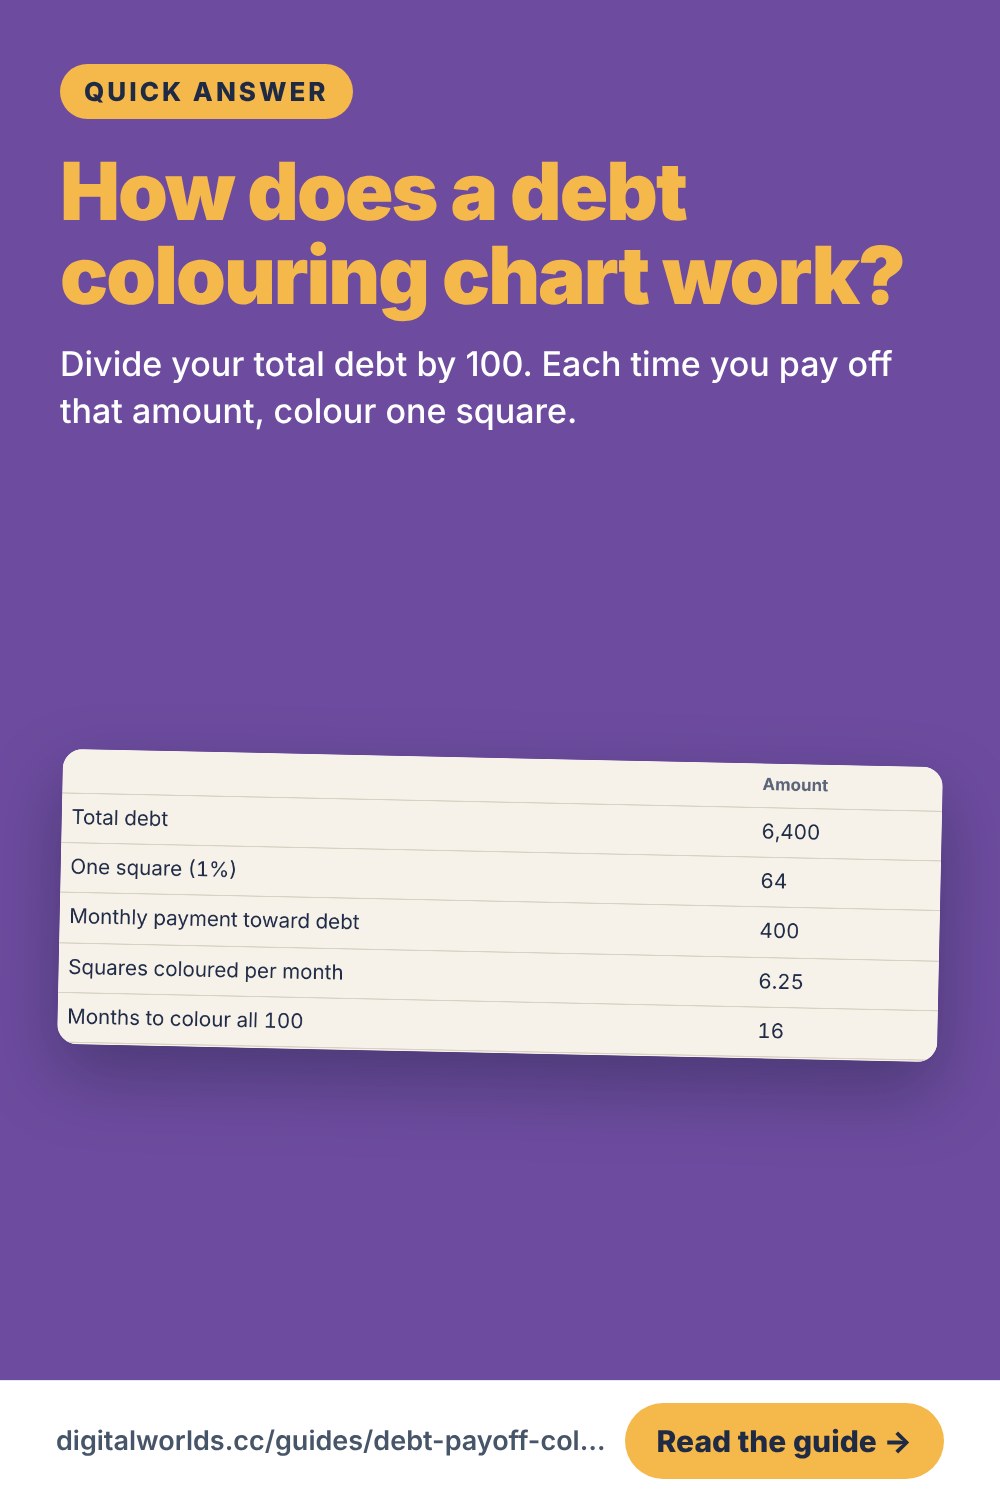 QUICK ANSWER
How does a debt
colouring chart work?
Divide your total debt by 100. Each time you pay off
that amount, colour one square.
Amount
Total debt 6,400
One square (1%) 64
Monthly payment toward debt 400
Squares coloured per month 6.25
Months to colour all 100 16
digitalworlds.cc/guides/debt-payoff-col... Read the guide →